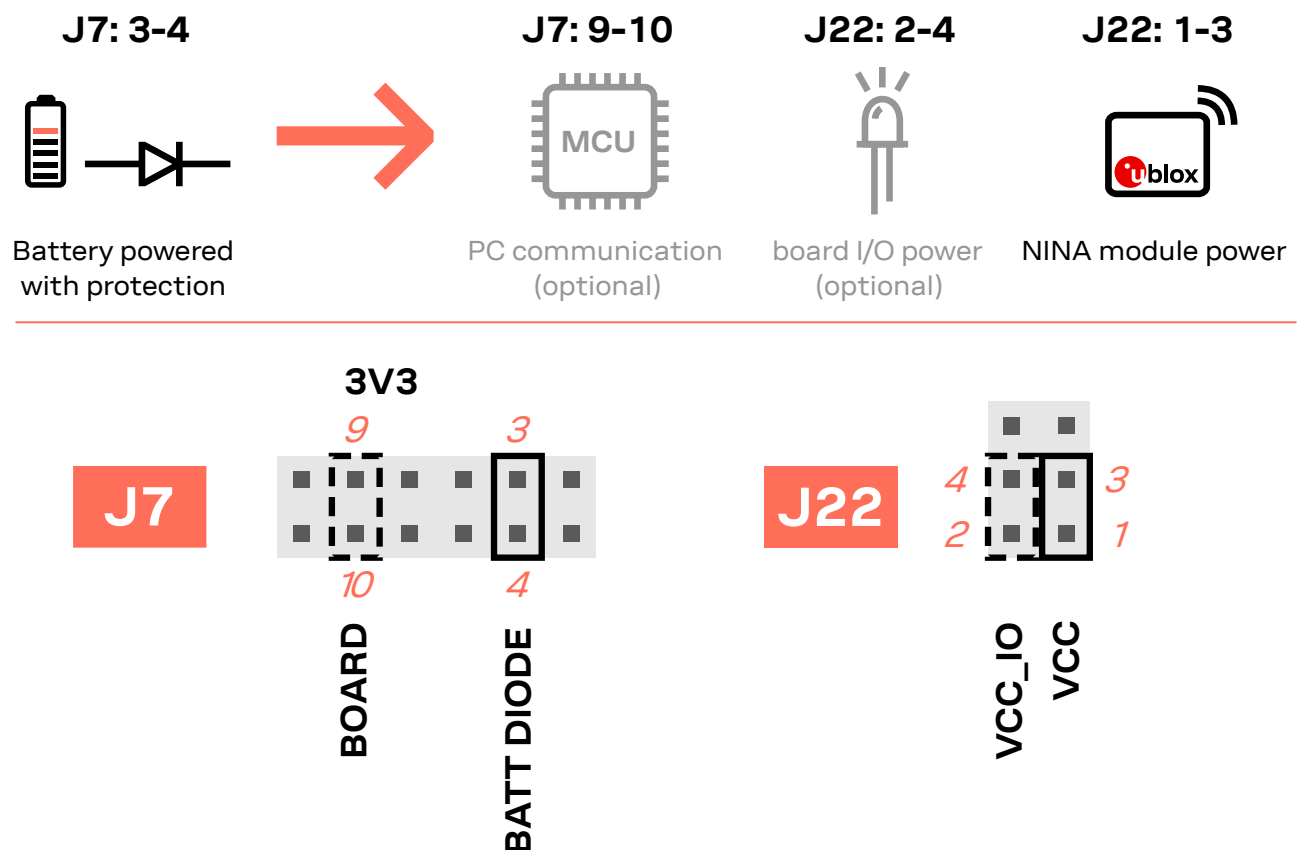 J7: 3-4
J7: 9-10
J22: 2-4
J22: 1-3
MCU
ublox
Battery powered
with protection
PC communication
(optional)
board I/O power
(optional)
NINA module power
3V3
9
3
J7
10
4
BOARD
BATT DIODE
J22
4
3
2
1
VCC_IO
VCC